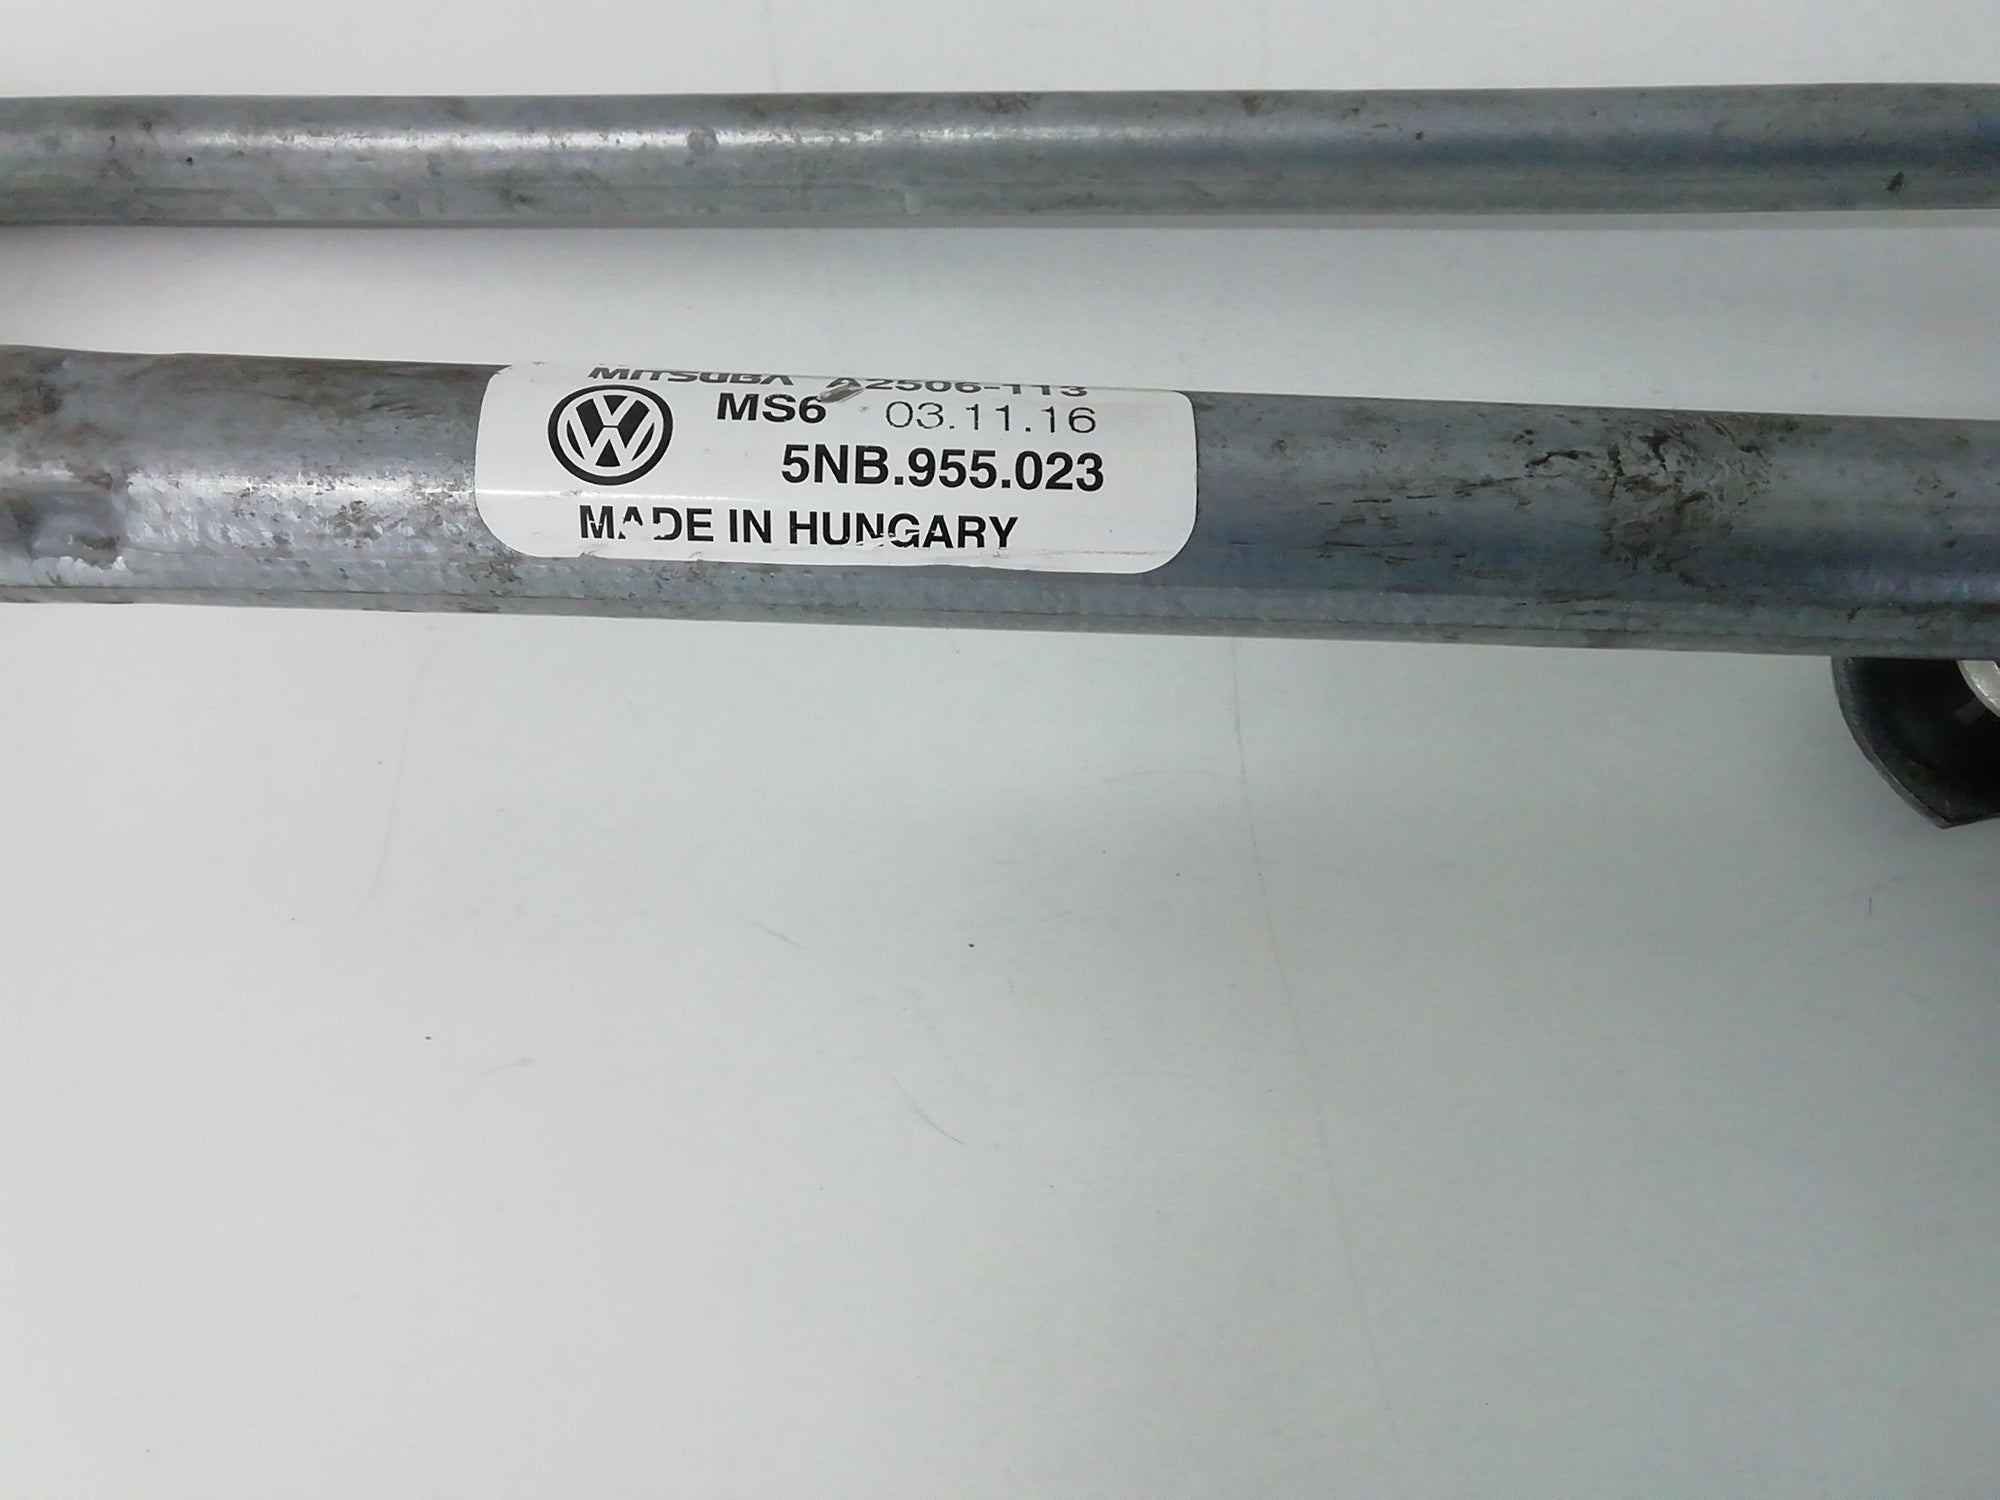 MITSUBA A2506-113
MS6 03.11.16
5NB.955.023
MADE IN HUNGARY